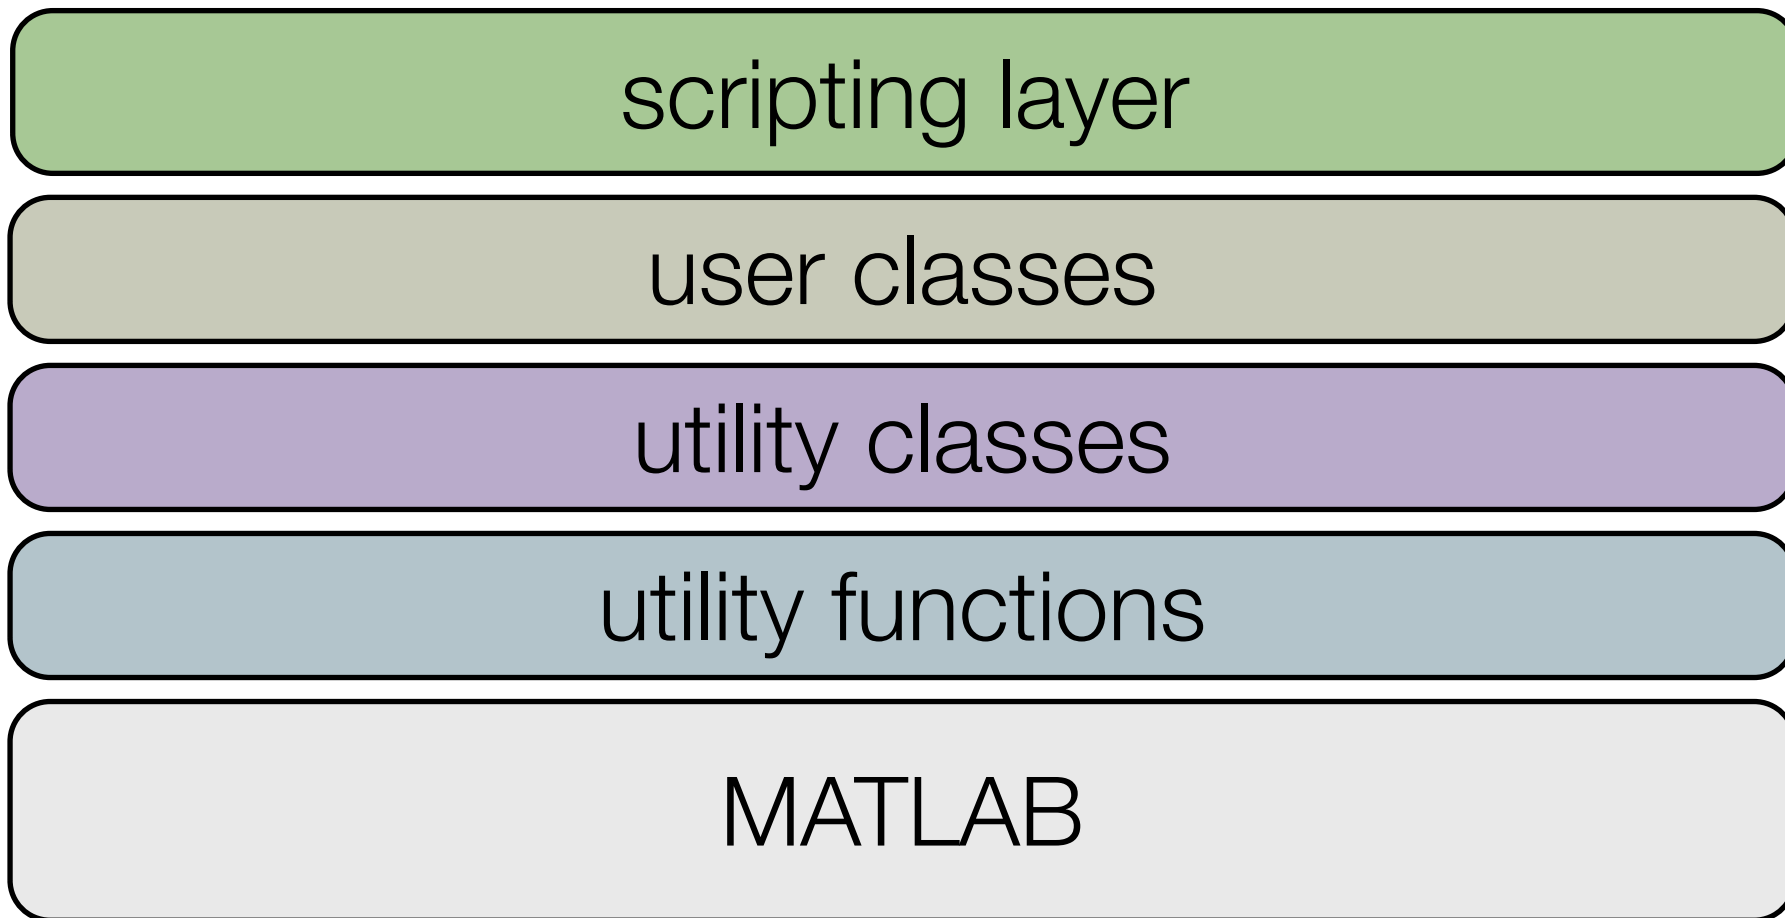 scripting layer
user classes
utility classes
utility functions
MATLAB